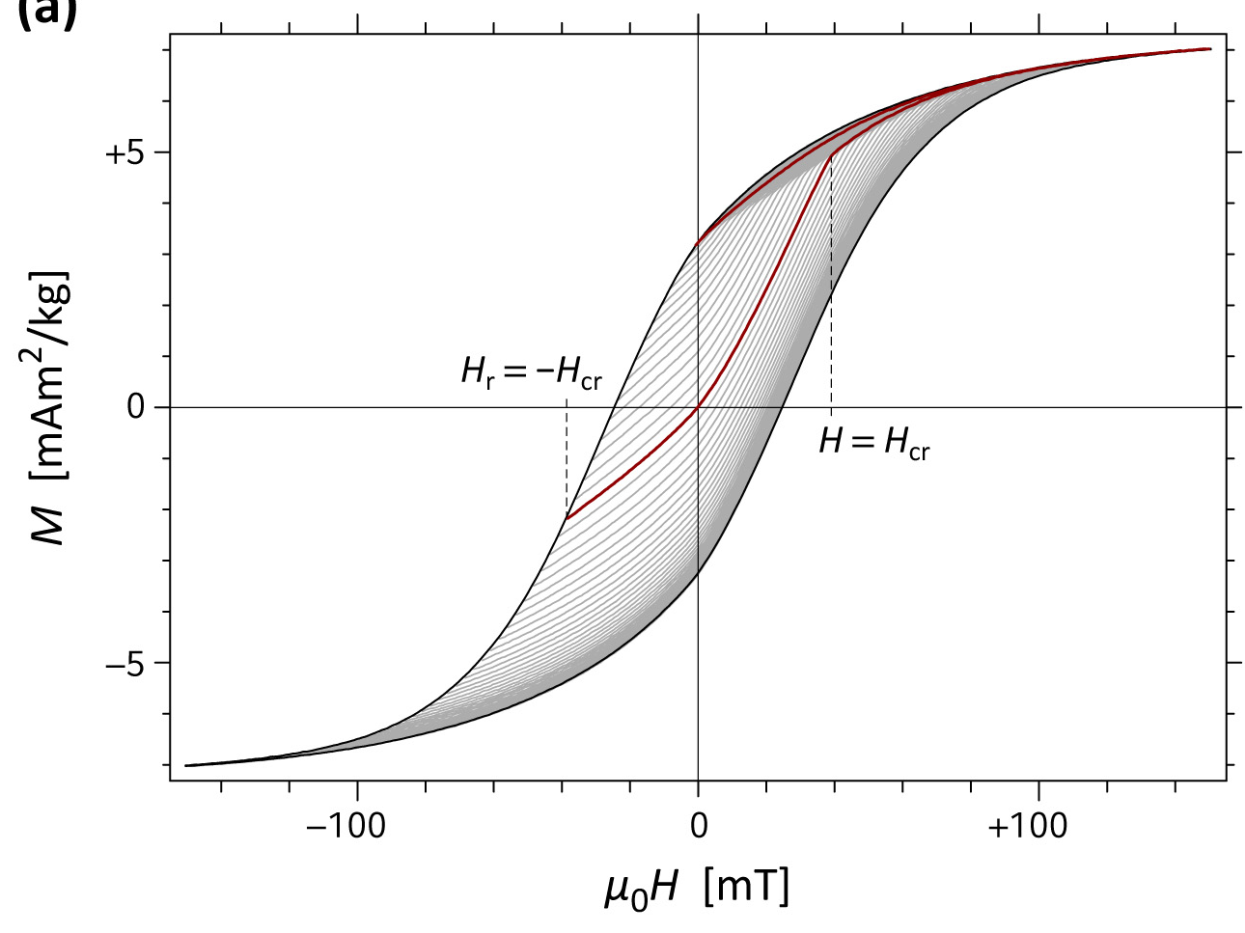 (a)
+5
0
−5
M [mAm²/kg]
Hr = −Hcr
H = Hcr
−100
0
+100
μ0H [mT]